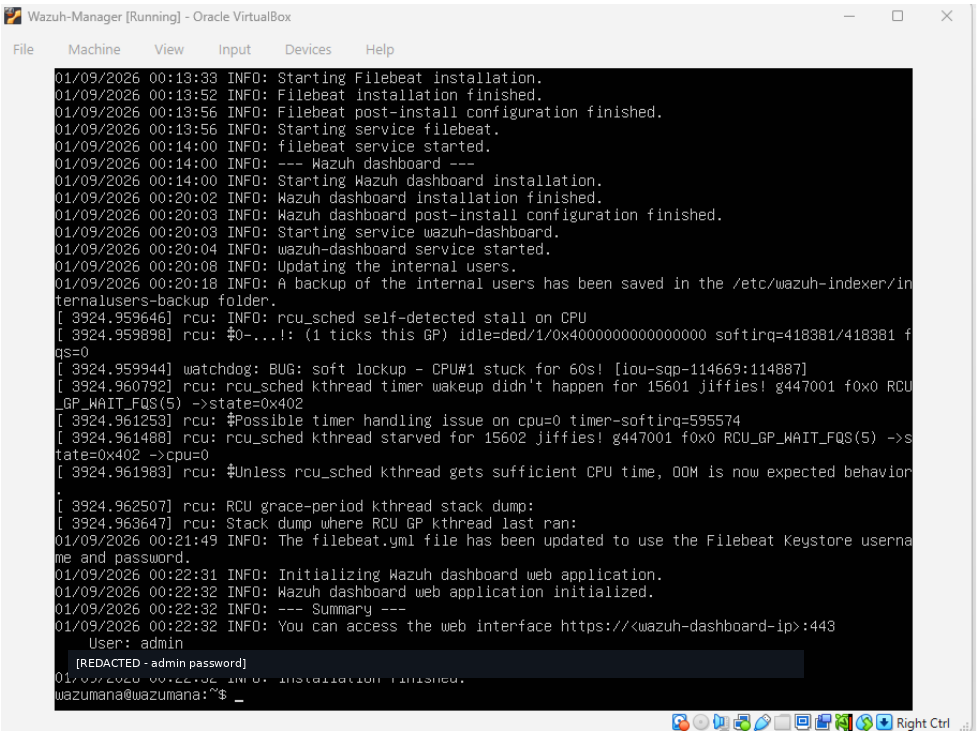 Wazuh-Manager [Running] - Oracle VirtualBox
File Machine View Input Devices Help
01/09/2026 00:13:33 INFO: Starting Filebeat installation.
01/09/2026 00:13:52 INFO: Filebeat installation finished.
01/09/2026 00:13:56 INFO: Filebeat post-install configuration finished.
01/09/2026 00:13:56 INFO: Starting service filebeat.
01/09/2026 00:14:00 INFO: filebeat service started.
01/09/2026 00:14:00 INFO: --- Wazuh dashboard ---
01/09/2026 00:14:00 INFO: Starting Wazuh dashboard installation.
01/09/2026 00:20:02 INFO: Wazuh dashboard installation finished.
01/09/2026 00:20:03 INFO: Wazuh dashboard post-install configuration finished.
01/09/2026 00:20:03 INFO: Starting service wazuh-dashboard.
01/09/2026 00:20:04 INFO: wazuh-dashboard service started.
01/09/2026 00:20:08 INFO: Updating the internal users.
01/09/2026 00:20:18 INFO: A backup of the internal users has been saved in the /etc/wazuh-indexer/in
ternalusers-backup folder.
[ 3924.959646] rcu: INFO: rcu_sched self-detected stall on CPU
[ 3924.959898] rcu: ‡0-...!: (1 ticks this GP) idle=ded/1/0x4000000000000000 softirq=418381/418381 f
qs=0
[ 3924.959944] watchdog: BUG: soft lockup - CPU#1 stuck for 60s! [iou-sqp-114669:114887]
[ 3924.960792] rcu: rcu_sched kthread timer wakeup didn't happen for 15601 jiffies! g447001 f0x0 RCU
_GP_WAIT_FQS(5) ->state=0x402
[ 3924.961253] rcu: ‡Possible timer handling issue on cpu=0 timer-softirq=595574
[ 3924.961488] rcu: rcu_sched kthread starved for 15602 jiffies! g447001 f0x0 RCU_GP_WAIT_FQS(5) ->s
tate=0x402 ->cpu=0
[ 3924.961983] rcu: ‡Unless rcu_sched kthread gets sufficient CPU time, OOM is now expected behavior
.
[ 3924.962507] rcu: RCU grace-period kthread stack dump:
[ 3924.963647] rcu: Stack dump where RCU GP kthread last ran:
01/09/2026 00:21:49 INFO: The filebeat.yml file has been updated to use the Filebeat Keystore userna
me and password.
01/09/2026 00:22:31 INFO: Initializing Wazuh dashboard web application.
01/09/2026 00:22:32 INFO: Wazuh dashboard web application initialized.
01/09/2026 00:22:32 INFO: --- Summary ---
01/09/2026 00:22:32 INFO: You can access the web interface https://<wazuh-dashboard-ip>:443
User: admin
[REDACTED - admin password]
01/09/2026 00:22:32 INFO: Installation finished.
wazumana@wazumana:~$ _
Right Ctrl